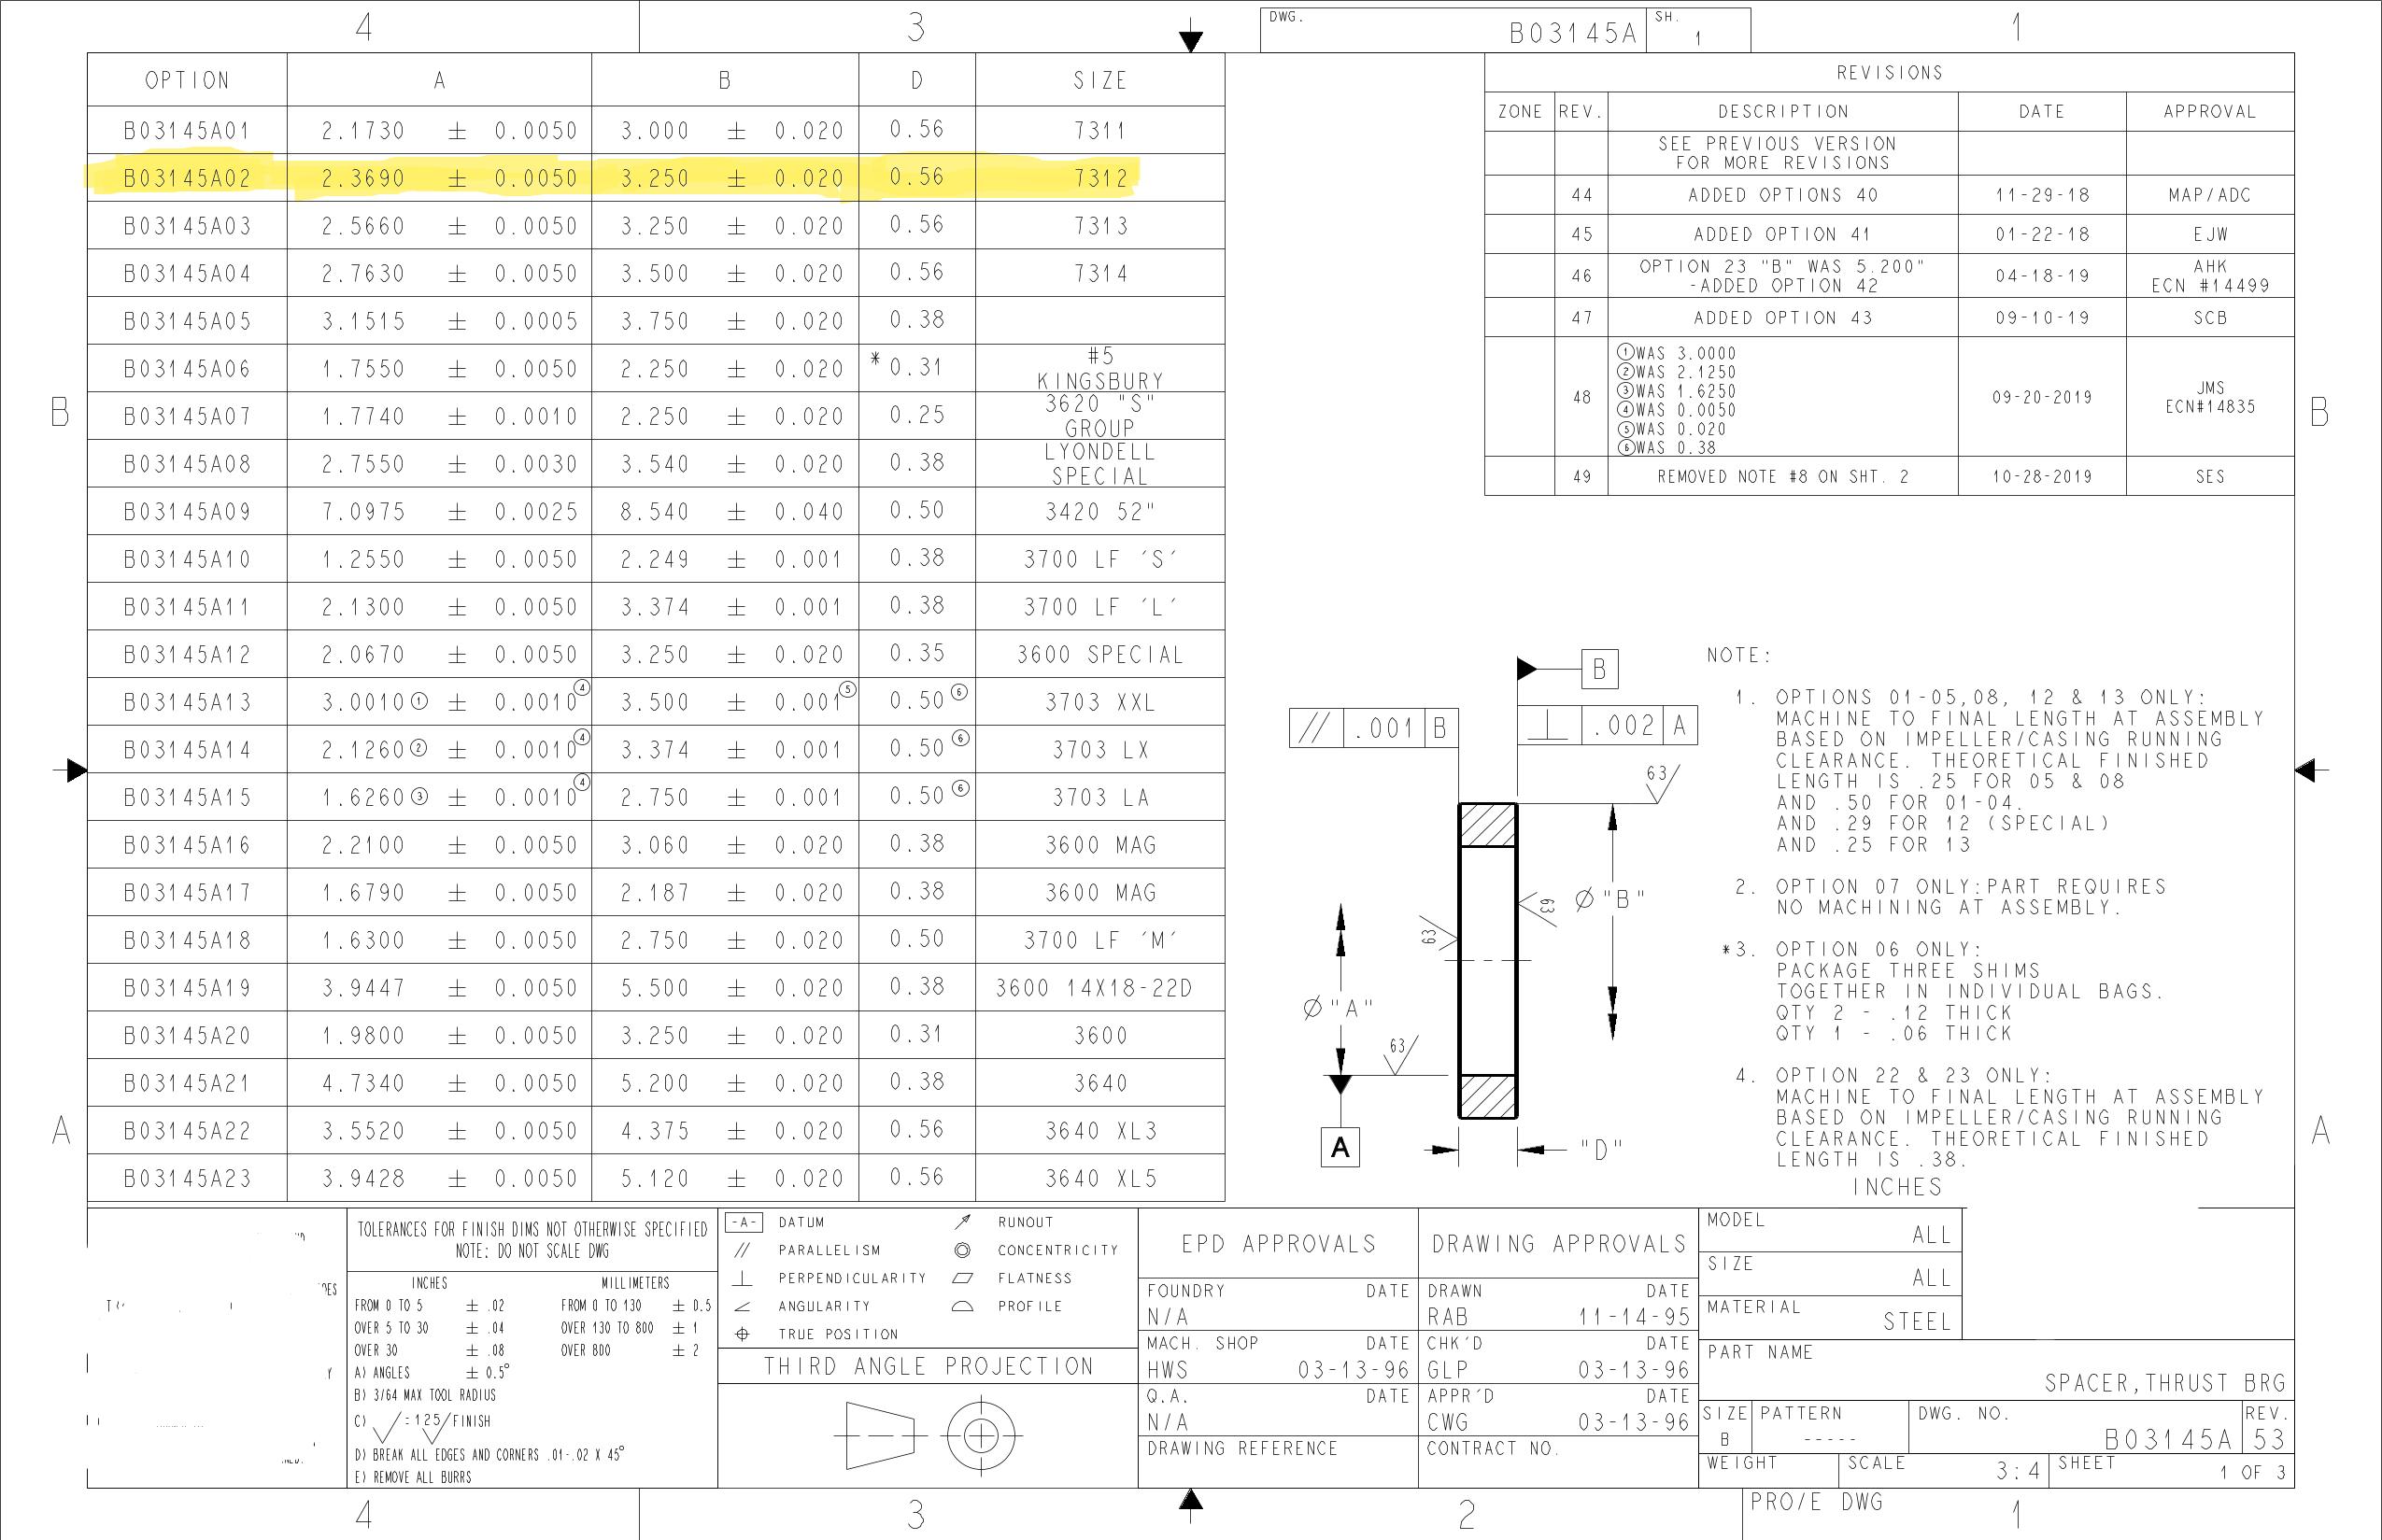 4
3
DWG.
B03145A
SH.
1
1
OPTION A B D SIZE
B03145A01 2.1730 ± 0.0050 3.000 ± 0.020 0.56 7311
B03145A02 2.3690 ± 0.0050 3.250 ± 0.020 0.56 7312
B03145A03 2.5660 ± 0.0050 3.250 ± 0.020 0.56 7313
B03145A04 2.7630 ± 0.0050 3.500 ± 0.020 0.56 7314
B03145A05 3.1515 ± 0.0005 3.750 ± 0.020 0.38
B03145A06 1.7550 ± 0.0050 2.250 ± 0.020 * 0.31 #5 KINGSBURY
B03145A07 1.7740 ± 0.0010 2.250 ± 0.020 0.25 3620 "S" GROUP
B03145A08 2.7550 ± 0.0030 3.540 ± 0.020 0.38 LYONDELL SPECIAL
B03145A09 7.0975 ± 0.0025 8.540 ± 0.040 0.50 3420 52"
B03145A10 1.2550 ± 0.0050 2.249 ± 0.001 0.38 3700 LF 'S'
B03145A11 2.1300 ± 0.0050 3.374 ± 0.001 0.38 3700 LF 'L'
B03145A12 2.0670 ± 0.0050 3.250 ± 0.020 0.35 3600 SPECIAL
B03145A13 3.0010 ① ± 0.0010 ④ 3.500 ± 0.001 ⑤ 0.50 ⑥ 3703 XXL
B03145A14 2.1260 ② ± 0.0010 ④ 3.374 ± 0.001 0.50 ⑥ 3703 LX
B03145A15 1.6260 ③ ± 0.0010 ④ 2.750 ± 0.001 0.50 ⑥ 3703 LA
B03145A16 2.2100 ± 0.0050 3.060 ± 0.020 0.38 3600 MAG
B03145A17 1.6790 ± 0.0050 2.187 ± 0.020 0.38 3600 MAG
B03145A18 1.6300 ± 0.0050 2.750 ± 0.020 0.50 3700 LF 'M'
B03145A19 3.9447 ± 0.0050 5.500 ± 0.020 0.38 3600 14X18-22D
B03145A20 1.9800 ± 0.0050 3.250 ± 0.020 0.31 3600
B03145A21 4.7340 ± 0.0050 5.200 ± 0.020 0.38 3640
B03145A22 3.5520 ± 0.0050 4.375 ± 0.020 0.56 3640 XL3
B03145A23 3.9428 ± 0.0050 5.120 ± 0.020 0.56 3640 XL5
REVISIONS
ZONE REV. DESCRIPTION DATE APPROVAL
SEE PREVIOUS VERSION
FOR MORE REVISIONS
44 ADDED OPTIONS 40 11-29-18 MAP/ADC
45 ADDED OPTION 41 01-22-18 EJW
46 OPTION 23 "B" WAS 5.200" 04-18-19 AHK
-ADDED OPTION 42 ECN #14499
47 ADDED OPTION 43 09-10-19 SCB
①WAS 3.0000
②WAS 2.1250
③WAS 1.6250
48 ④WAS 0.0050 09-20-2019 JMS ECN#14835
⑤WAS 0.020
⑥WAS 0.38
49 REMOVED NOTE #8 ON SHT. 2 10-28-2019 SES
B
B
A
A
B
// .001 B
⊥ .002 A
63
63
63
63
Ø "B"
Ø "A"
A
"D"
NOTE:
1. OPTIONS 01-05,08, 12 & 13 ONLY:
MACHINE TO FINAL LENGTH AT ASSEMBLY
BASED ON IMPELLER/CASING RUNNING
CLEARANCE. THEORETICAL FINISHED
LENGTH IS .25 FOR 05 & 08
AND .50 FOR 01-04.
AND .29 FOR 12 (SPECIAL)
AND .25 FOR 13
2. OPTION 07 ONLY:PART REQUIRES
NO MACHINING AT ASSEMBLY.
*3. OPTION 06 ONLY:
PACKAGE THREE SHIMS
TOGETHER IN INDIVIDUAL BAGS.
QTY 2 - .12 THICK
QTY 1 - .06 THICK
4. OPTION 22 & 23 ONLY:
MACHINE TO FINAL LENGTH AT ASSEMBLY
BASED ON IMPELLER/CASING RUNNING
CLEARANCE. THEORETICAL FINISHED
LENGTH IS .38.
INCHES
TOLERANCES FOR FINISH DIMS NOT OTHERWISE SPECIFIED
NOTE: DO NOT SCALE DWG
INCHES MILLIMETERS
FROM 0 TO 5 ± .02 FROM 0 TO 130 ± 0.5
OVER 5 TO 30 ± .04 OVER 130 TO 800 ± 1
OVER 30 ± .08 OVER 800 ± 2
A) ANGLES ± 0.5°
B) 3/64 MAX TOOL RADIUS
C) √ = 125/ FINISH
D) BREAK ALL EDGES AND CORNERS .01-.02 X 45°
E) REMOVE ALL BURRS
-A- DATUM RUNOUT
// PARALLELISM CONCENTRICITY
⊥ PERPENDICULARITY FLATNESS
ANGULARITY PROFILE
TRUE POSITION
THIRD ANGLE PROJECTION
EPD APPROVALS
FOUNDRY DATE
N/A
MACH. SHOP DATE
HWS 03-13-96
Q.A. DATE
N/A
DRAWING REFERENCE
DRAWING APPROVALS
DRAWN DATE
RAB 11-14-95
CHK'D DATE
GLP 03-13-96
APPR'D DATE
CWG 03-13-96
CONTRACT NO.
MODEL
ALL
SIZE
ALL
MATERIAL
STEEL
PART NAME
SPACER,THRUST BRG
SIZE PATTERN DWG. NO. REV.
B ----- B03145A 53
WEIGHT SCALE 3:4 SHEET 1 OF 3
4
3
2
PRO/E DWG
1